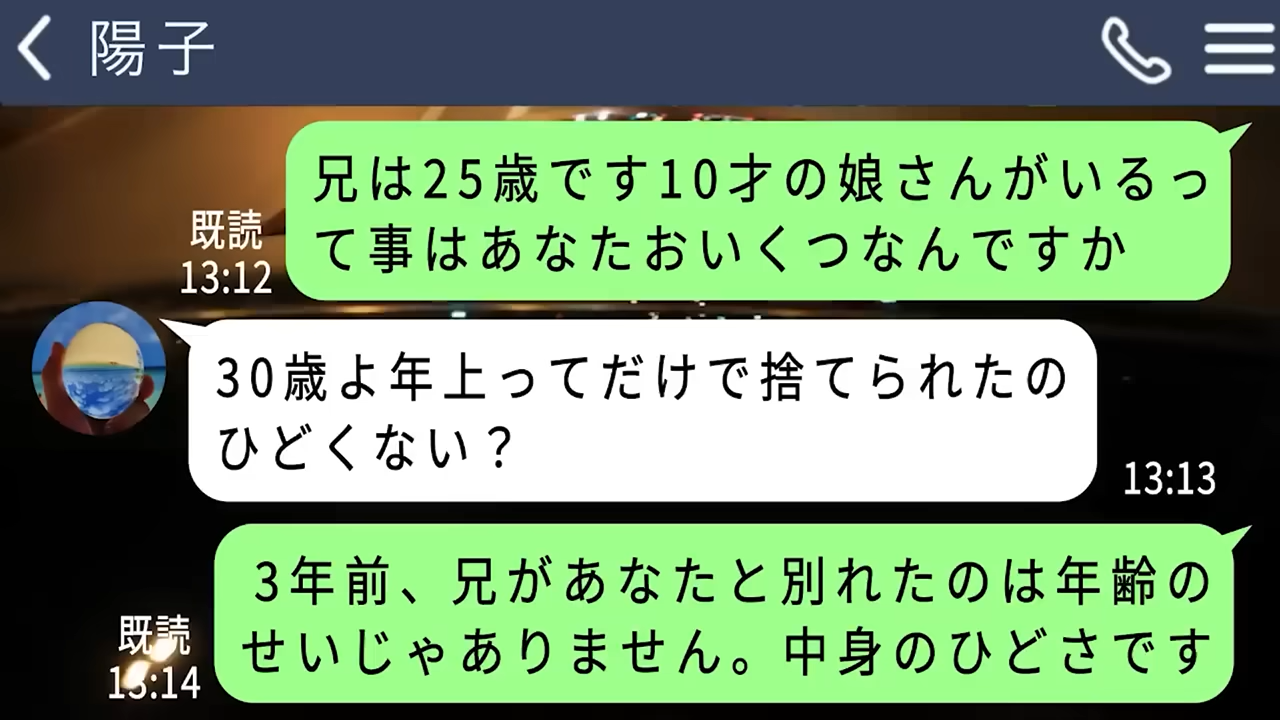 陽子
兄は25歳です10才の娘さんがいるっ
て事はあなたおいくつなんですか
既読
13:12
30歳よ年上ってだけで捨てられたの
ひどくない？
13:13
3年前、兄があなたと別れたのは年齢の
せいじゃありません。中身のひどさです
既読
13:14